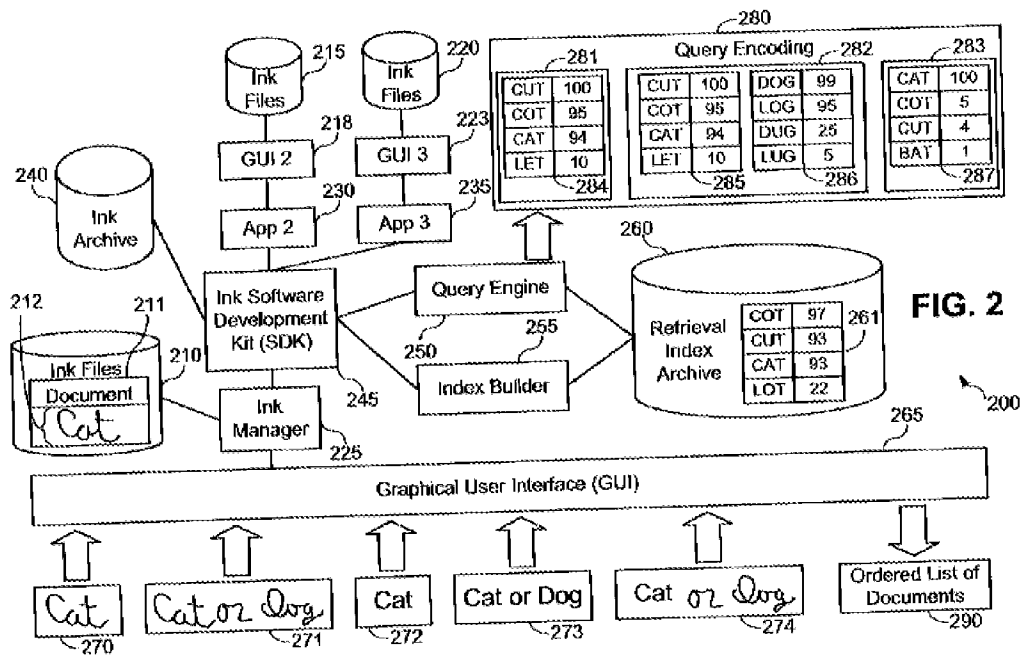 280
215
220
Query Encoding
281
282
283
Ink
Files
Ink
Files
CUT 100
COT 95
CAT 94
LET 10
CUT 100
COT 95
CAT 94
LET 10
DOG 99
LOG 95
DUG 25
LUG 5
CAT 100
COT 5
CUT 4
BAT 1
218
223
GUI 2
GUI 3
284
285
286
287
240
230
235
Ink
Archive
App 2
App 3
260
212
211
Ink Software
Development
Kit (SDK)
Query Engine
250
255
Retrieval
Index
Archive
COT 97
CUT 93
CAT 93
LOT 22
261
FIG. 2
210
Ink Files
Document
Cat
245
Index Builder
Ink
Manager
225
200
265
Graphical User Interface (GUI)
Cat
270
Cat or Dog
271
Cat
272
Cat or Dog
273
Cat or Dog
274
Ordered List of
Documents
290